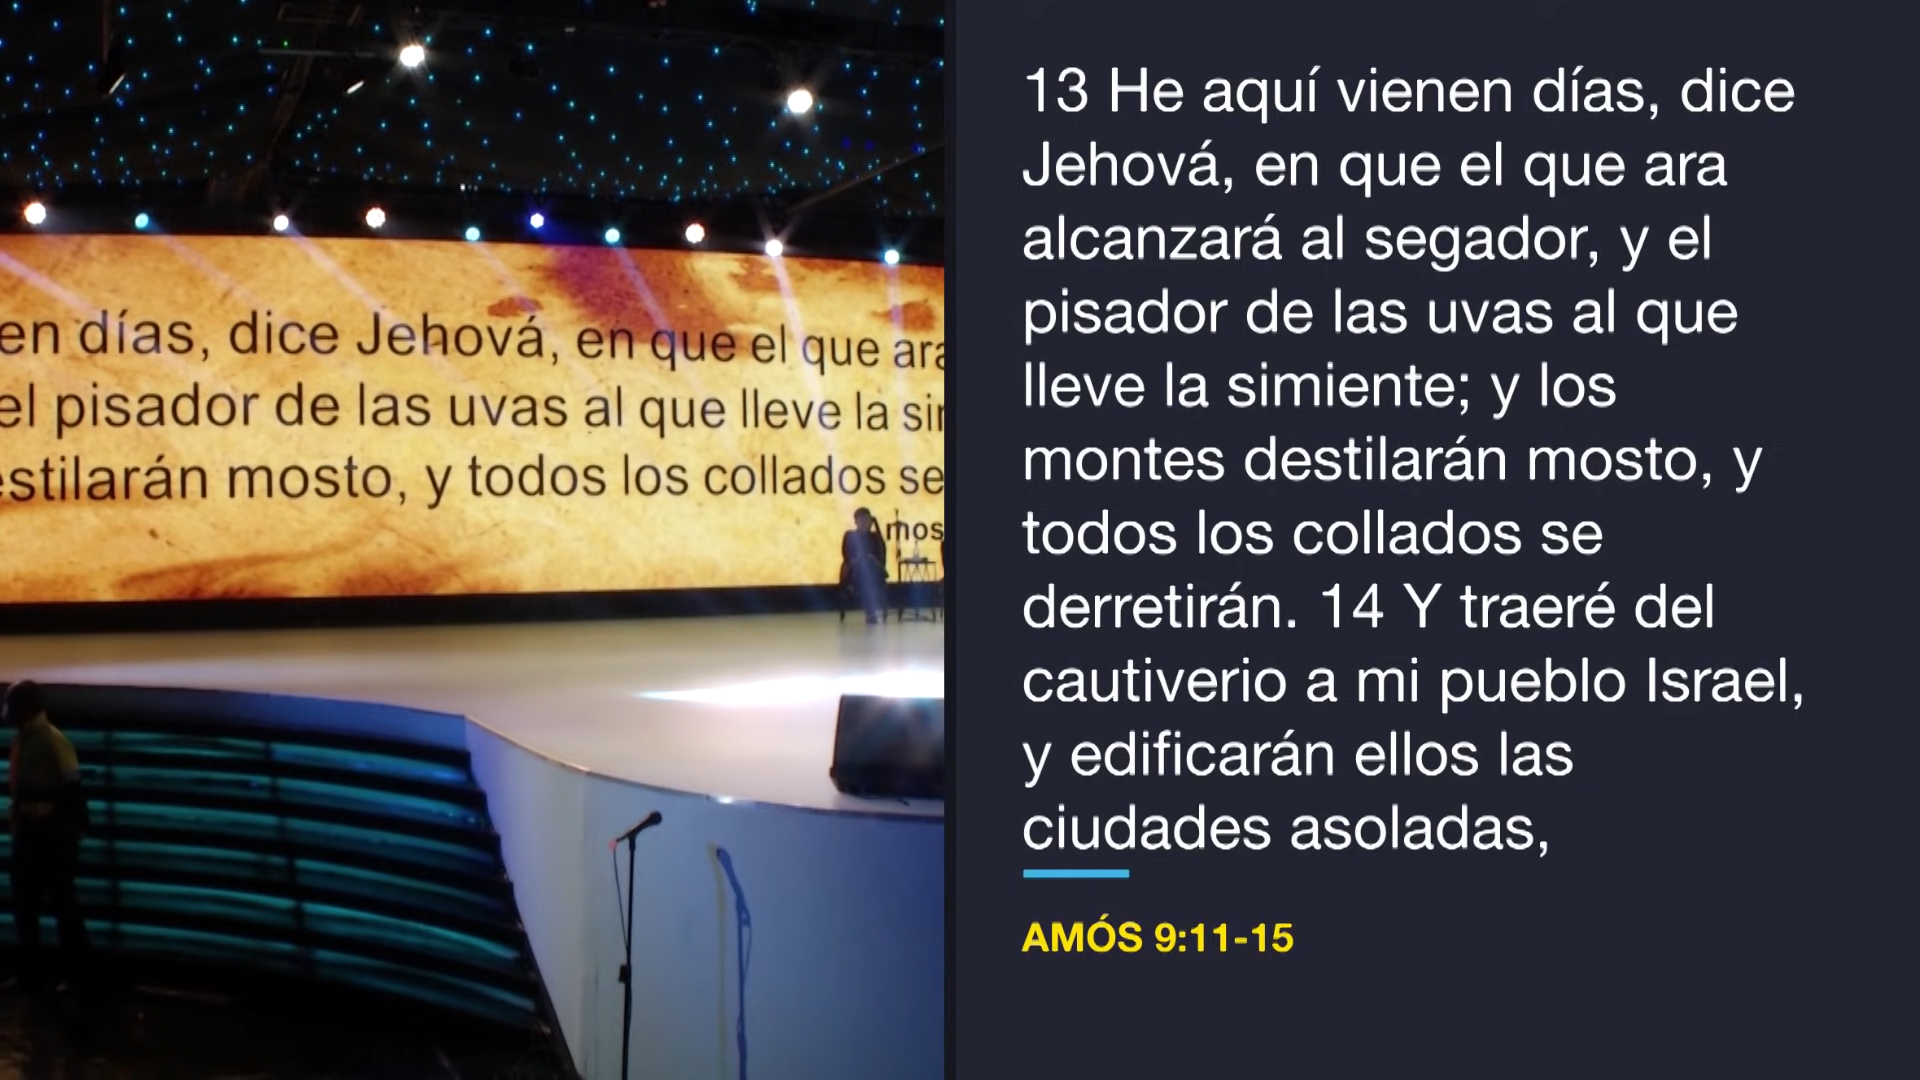 en días, dice Jehová, en que el que ara
el pisador de las uvas al que lleve la
estilarán mosto, y todos los collados se
Amos
13 He aquí vienen días, dice
Jehová, en que el que ara
alcanzará al segador, y el
pisador de las uvas al que
lleve la simiente; y los
montes destilarán mosto, y
todos los collados se
derretirán. 14 Y traeré del
cautiverio a mi pueblo Israel,
y edificarán ellos las
ciudades asoladas,
AMÓS 9:11-15